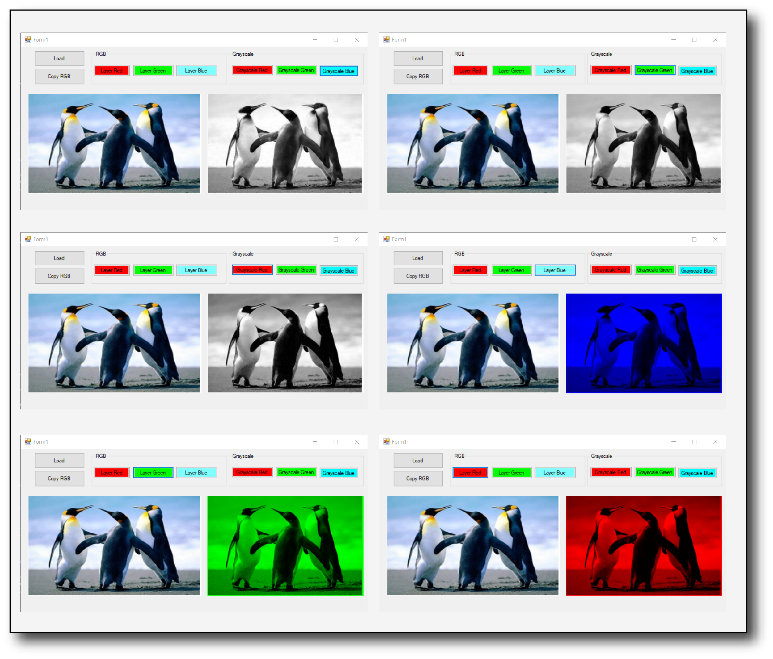 Form1
RGB
Grayscale
Load
Layer Red Layer Green Layer Blue
Grayscale Red Grayscale Green Grayscale Blue
Copy RGB
Form1
RGB
Grayscale
Load
Layer Red Layer Green Layer Blue
Grayscale Red Grayscale Green Grayscale Blue
Copy RGB
Form1
RGB
Grayscale
Load
Layer Red Layer Green Layer Blue
Grayscale Red Grayscale Green Grayscale Blue
Copy RGB
Form1
RGB
Grayscale
Load
Layer Red Layer Green Layer Blue
Grayscale Red Grayscale Green Grayscale Blue
Copy RGB
Form1
RGB
Grayscale
Load
Layer Red Layer Green Layer Blue
Grayscale Red Grayscale Green Grayscale Blue
Copy RGB
Form1
RGB
Grayscale
Load
Layer Red Layer Green Layer Blue
Grayscale Red Grayscale Green Grayscale Blue
Copy RGB